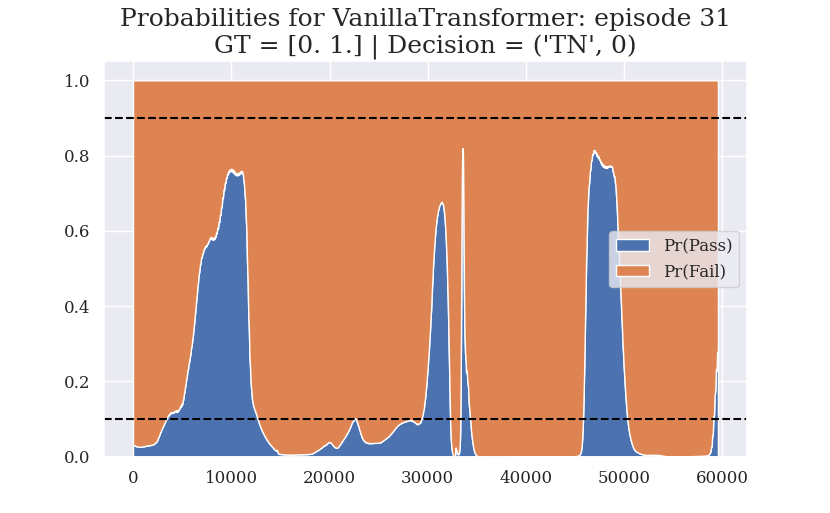 Probabilities for VanillaTransformer: episode 31
GT = [0. 1.] | Decision = ('TN', 0)
1.0
0.8
0.6
0.4
0.2
0.0
Pr(Pass)
Pr(Fail)
0 10000 20000 30000 40000 50000 60000